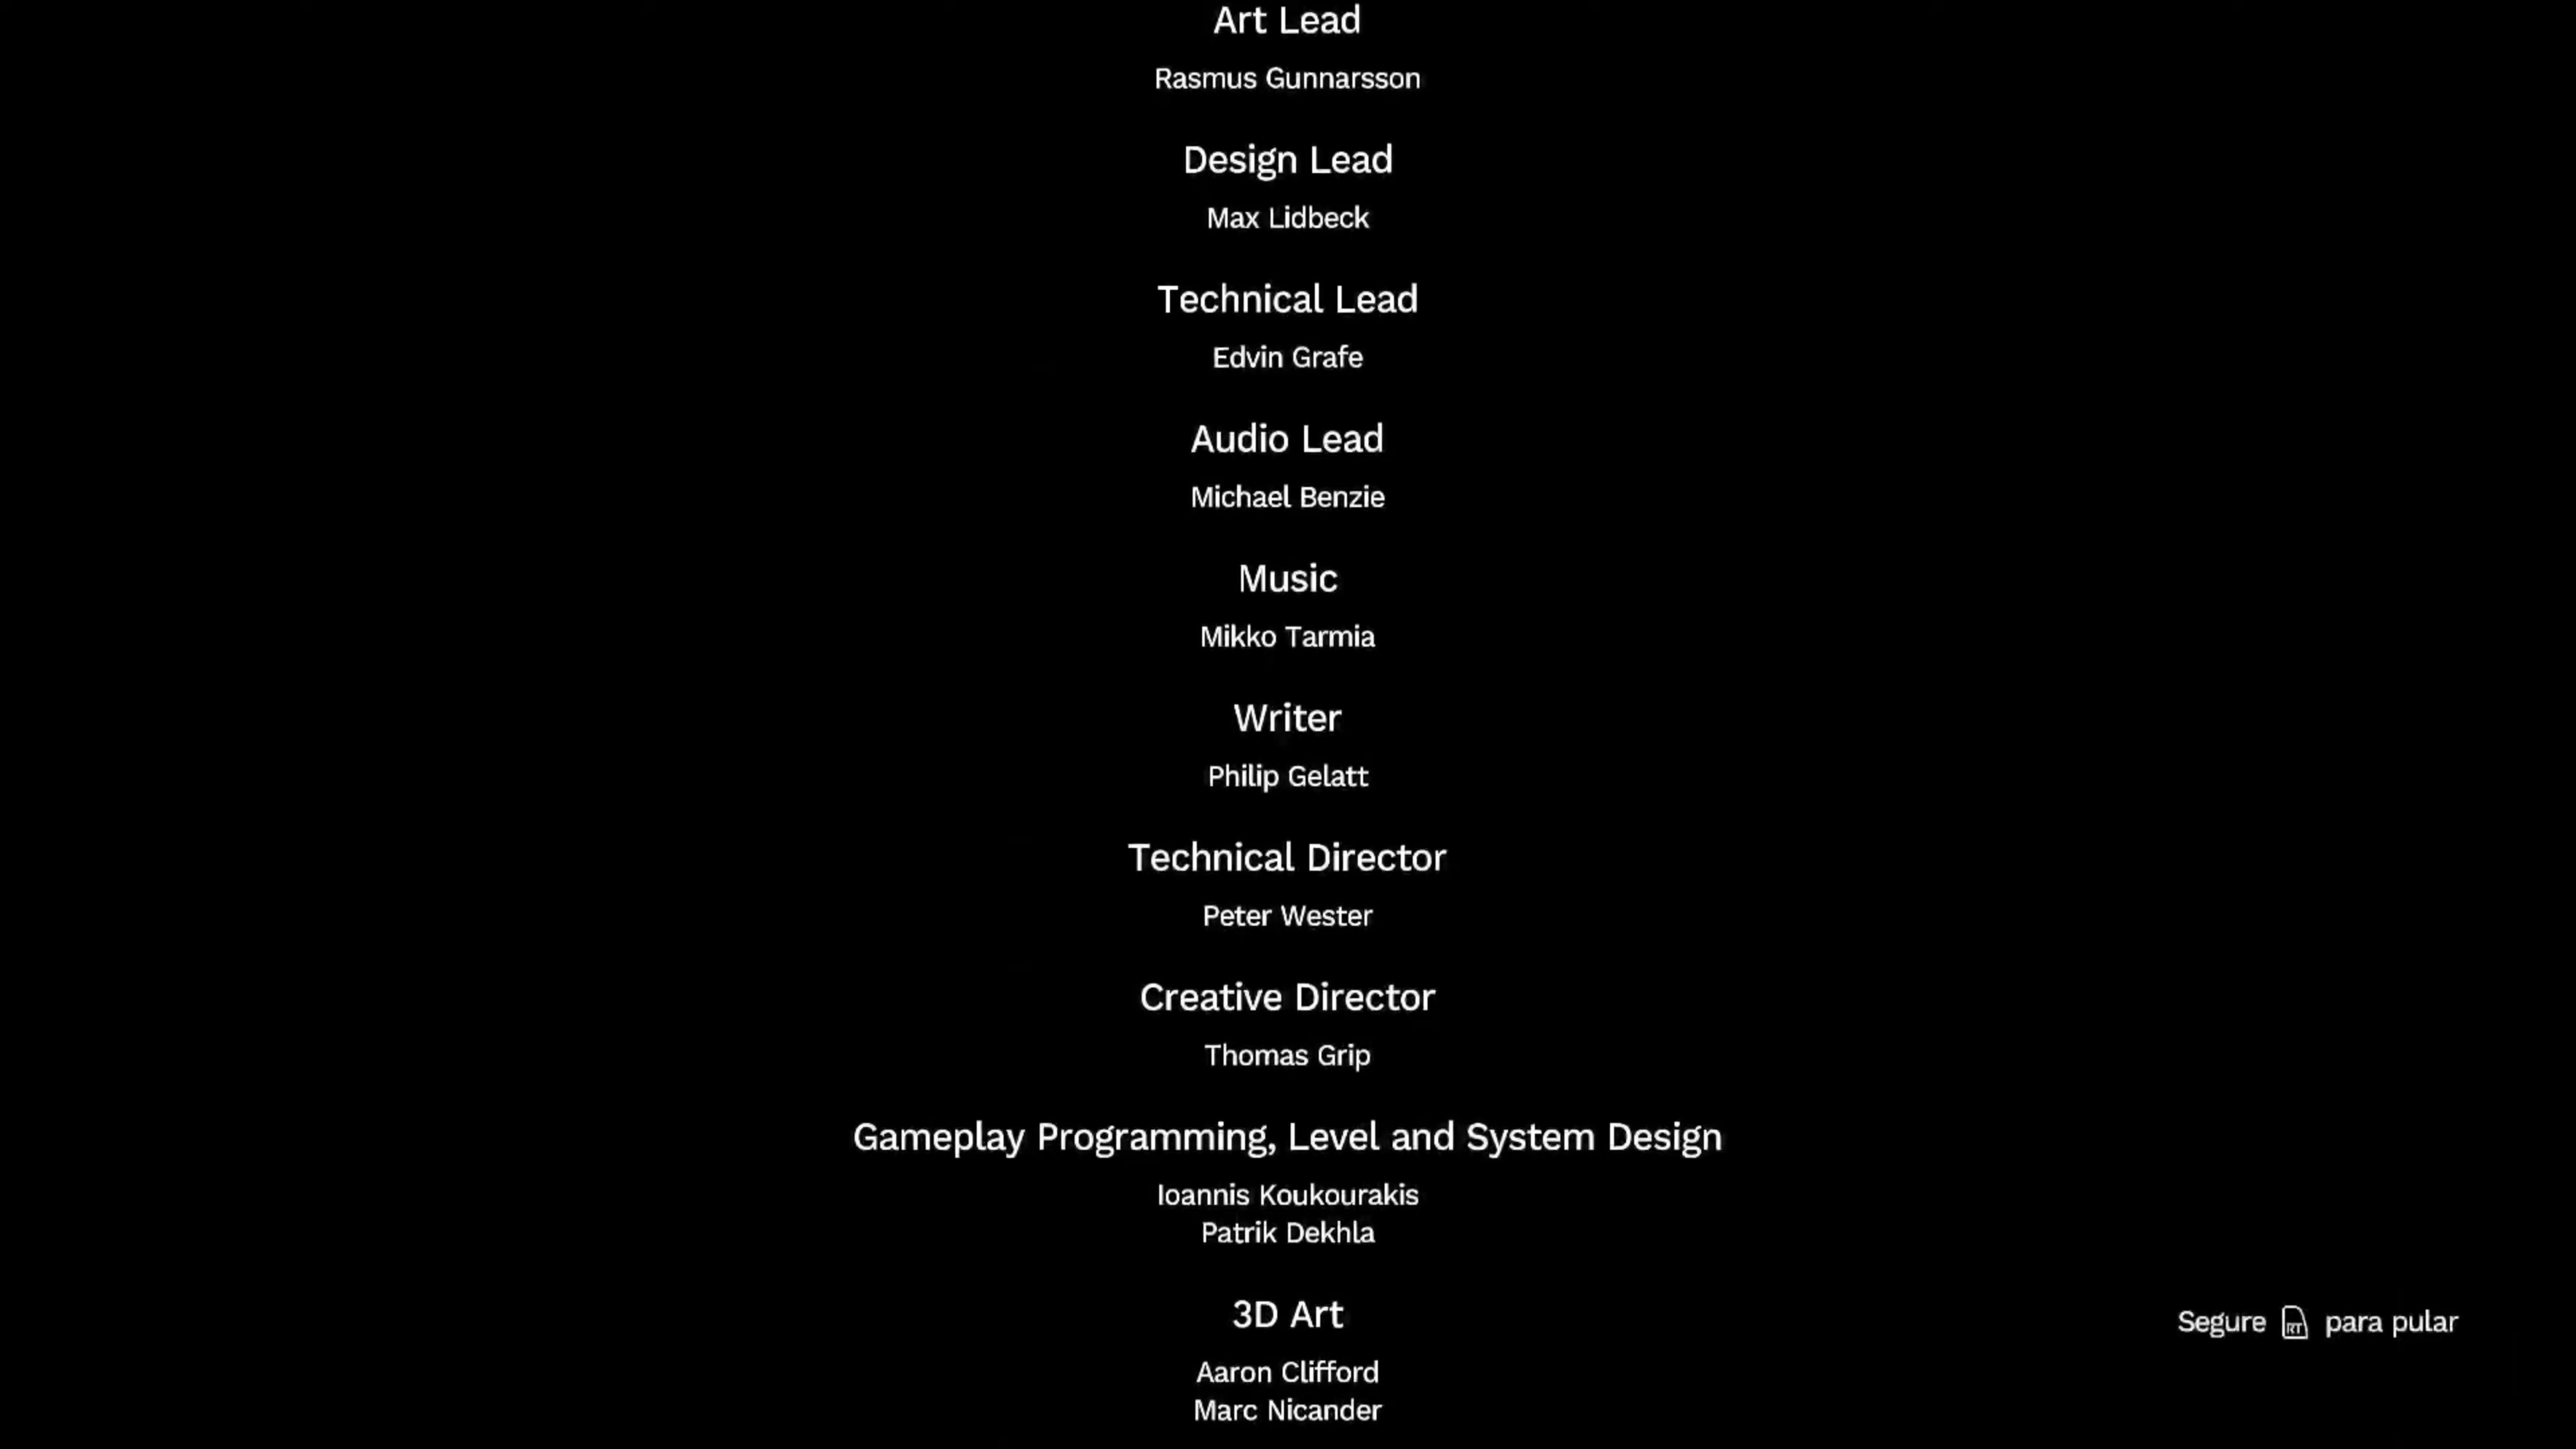 Art Lead
Rasmus Gunnarsson
Design Lead
Max Lidbeck
Technical Lead
Edvin Grafe
Audio Lead
Michael Benzie
Music
Mikko Tarmia
Writer
Philip Gelatt
Technical Director
Peter Wester
Creative Director
Thomas Grip
Gameplay Programming, Level and System Design
Ioannis Koukourakis
Patrik Dekhla
3D Art
Segure RT para pular
Aaron Clifford
Marc Nicander